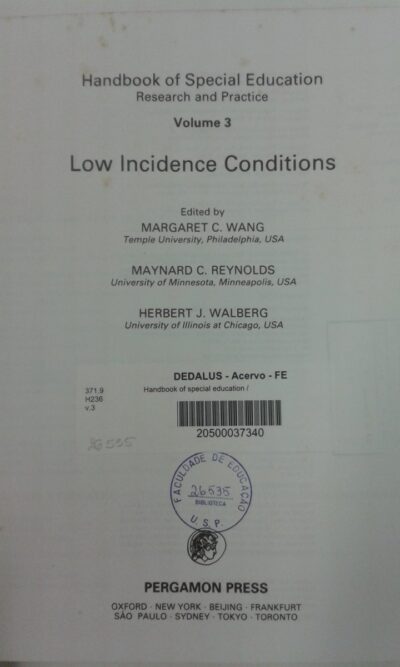 Handbook of Special Education
Research and Practice
Volume 3
Low Incidence Conditions
Edited by
MARGARET C. WANG
Temple University, Philadelphia, USA
MAYNARD C. REYNOLDS
University of Minnesota, Minneapolis, USA
HERBERT J. WALBERG
University of Illinois at Chicago, USA
DEDALUS - Acervo - FE
371.9
H236
v.3
Handbook of special education /
20500037340
26535
FACULDADE DE EDUCAÇÃO
26535
BIBLIOTECA
U.S.P.
PERGAMON PRESS
OXFORD · NEW YORK · BEIJING · FRANKFURT
SÃO PAULO · SYDNEY · TOKYO · TORONTO